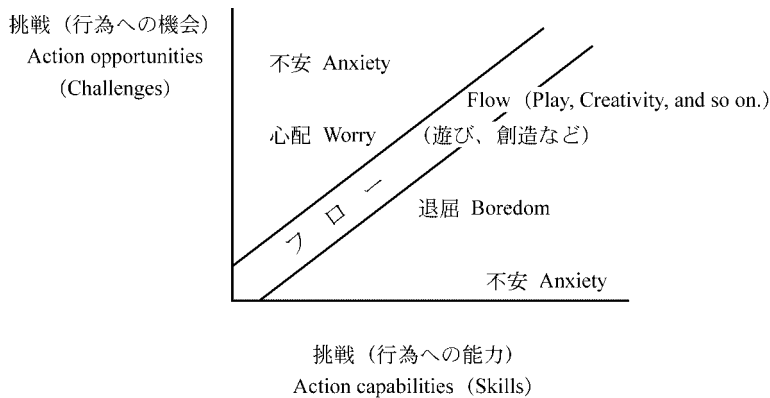 挑戦（行為への機会）
Action opportunities
（Challenges）
不安 Anxiety
Flow（Play, Creativity, and so on.）
心配 Worry
（遊び、創造など）
フロー
退屈 Boredom
不安 Anxiety
挑戦（行為への能力）
Action capabilities（Skills）